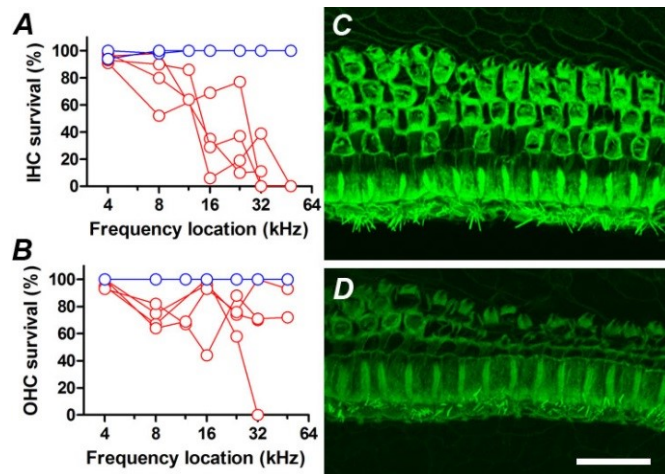 A
IHC survival (%)
100
80
60
40
20
0
4 8 16 32 64
Frequency location (kHz)
B
OHC survival (%)
100
80
60
40
20
0
4 8 16 32 64
Frequency location (kHz)
C
D